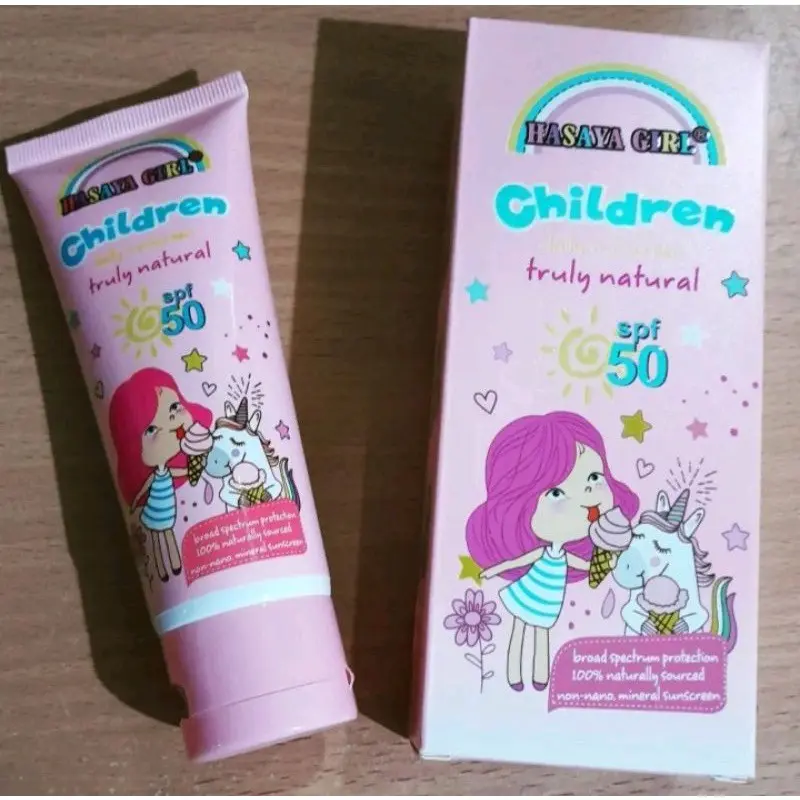 HASAYA GIRL®
Children
truly natural
spf
50
broad spectrum protection
100% naturally sourced
non-nano, mineral sunscreen
HASAYA GIRL®
Children
truly natural
spf
50
broad spectrum protection
100% naturally sourced
non-nano, mineral sunscreen